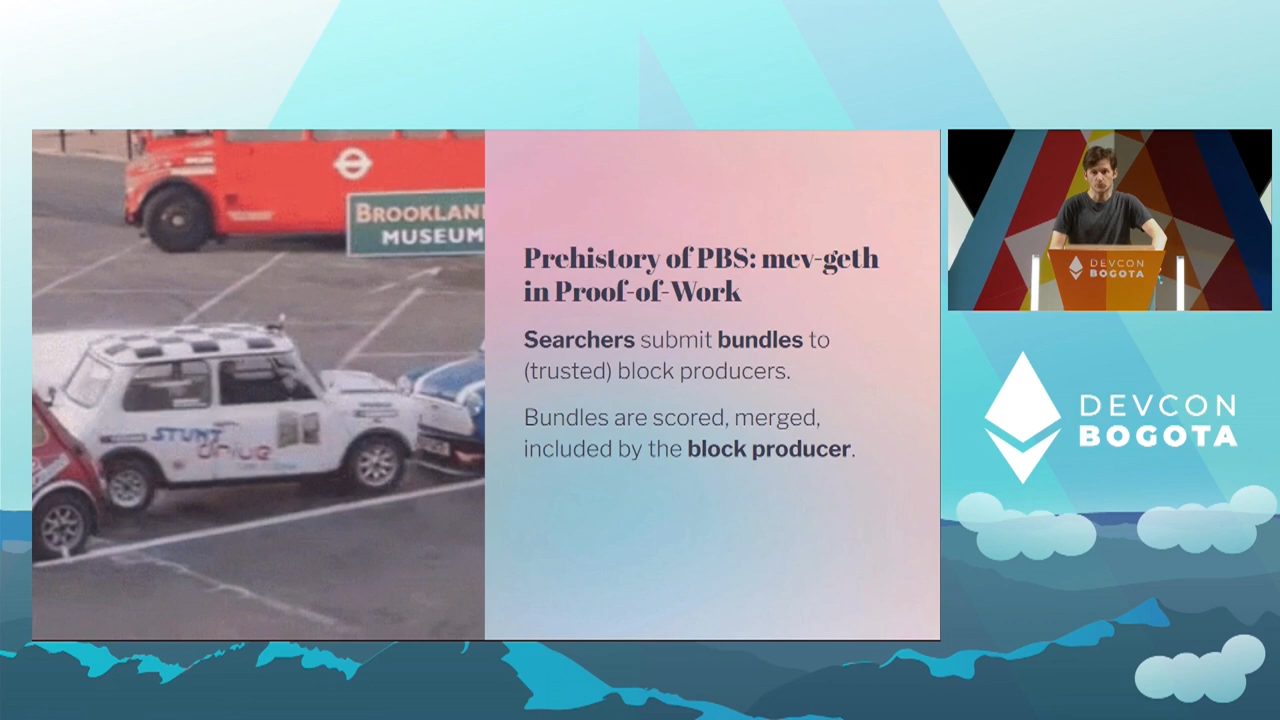 BROOKLAN
MUSEUM
STUNT
drive
Prehistory of PBS: mev-geth
in Proof-of-Work
Searchers submit bundles to
(trusted) block producers.
Bundles are scored, merged,
included by the block producer.
DEVCON
BOGOTA
DEVCON
BOGOTA